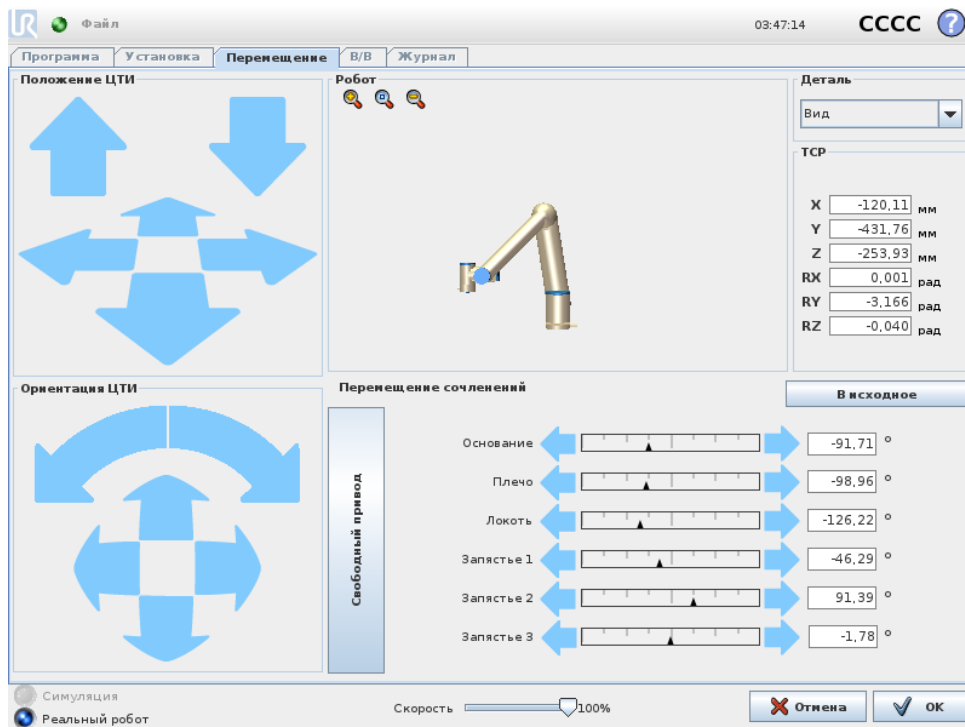 UR Файл 03:47:14 CCCC ?
Программа Установка Перемещение В/В Журнал
Положение ЦТИ
Робот
Деталь
Вид
TCP
X -120,11 мм
Y -431,76 мм
Z -253,93 мм
RX 0,001 рад
RY -3,166 рад
RZ -0,040 рад
Ориентация ЦТИ
Перемещение сочленений
В исходное
Свободный привод
Основание -91,71 °
Плечо -98,96 °
Локоть -126,22 °
Запястье 1 -46,29 °
Запястье 2 91,39 °
Запястье 3 -1,78 °
Симуляция
Реальный робот
Скорость 100%
Отмена
OK